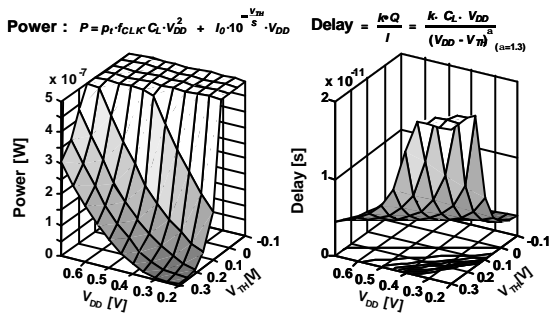 Power : P = pt·fCLK·CL·VDD² + I0·10^(-VTH/S)·VDD
Delay = k•Q / I = k· CL· VDD / (VDD - VTH)^a (a=1.3)
x 10 -7
5
4
3
2
1
0
Power [W]
0.6 0.5 0.4 0.3 0.2
VDD [V]
0.3 0.2 0.1 0 -0.1
VTH[V]
x 10 -11
2
1
0
Delay [s]
0.6 0.5 0.4 0.3 0.2
VDD [V]
0.3 0.2 0.1 0 -0.1
VTH[V]